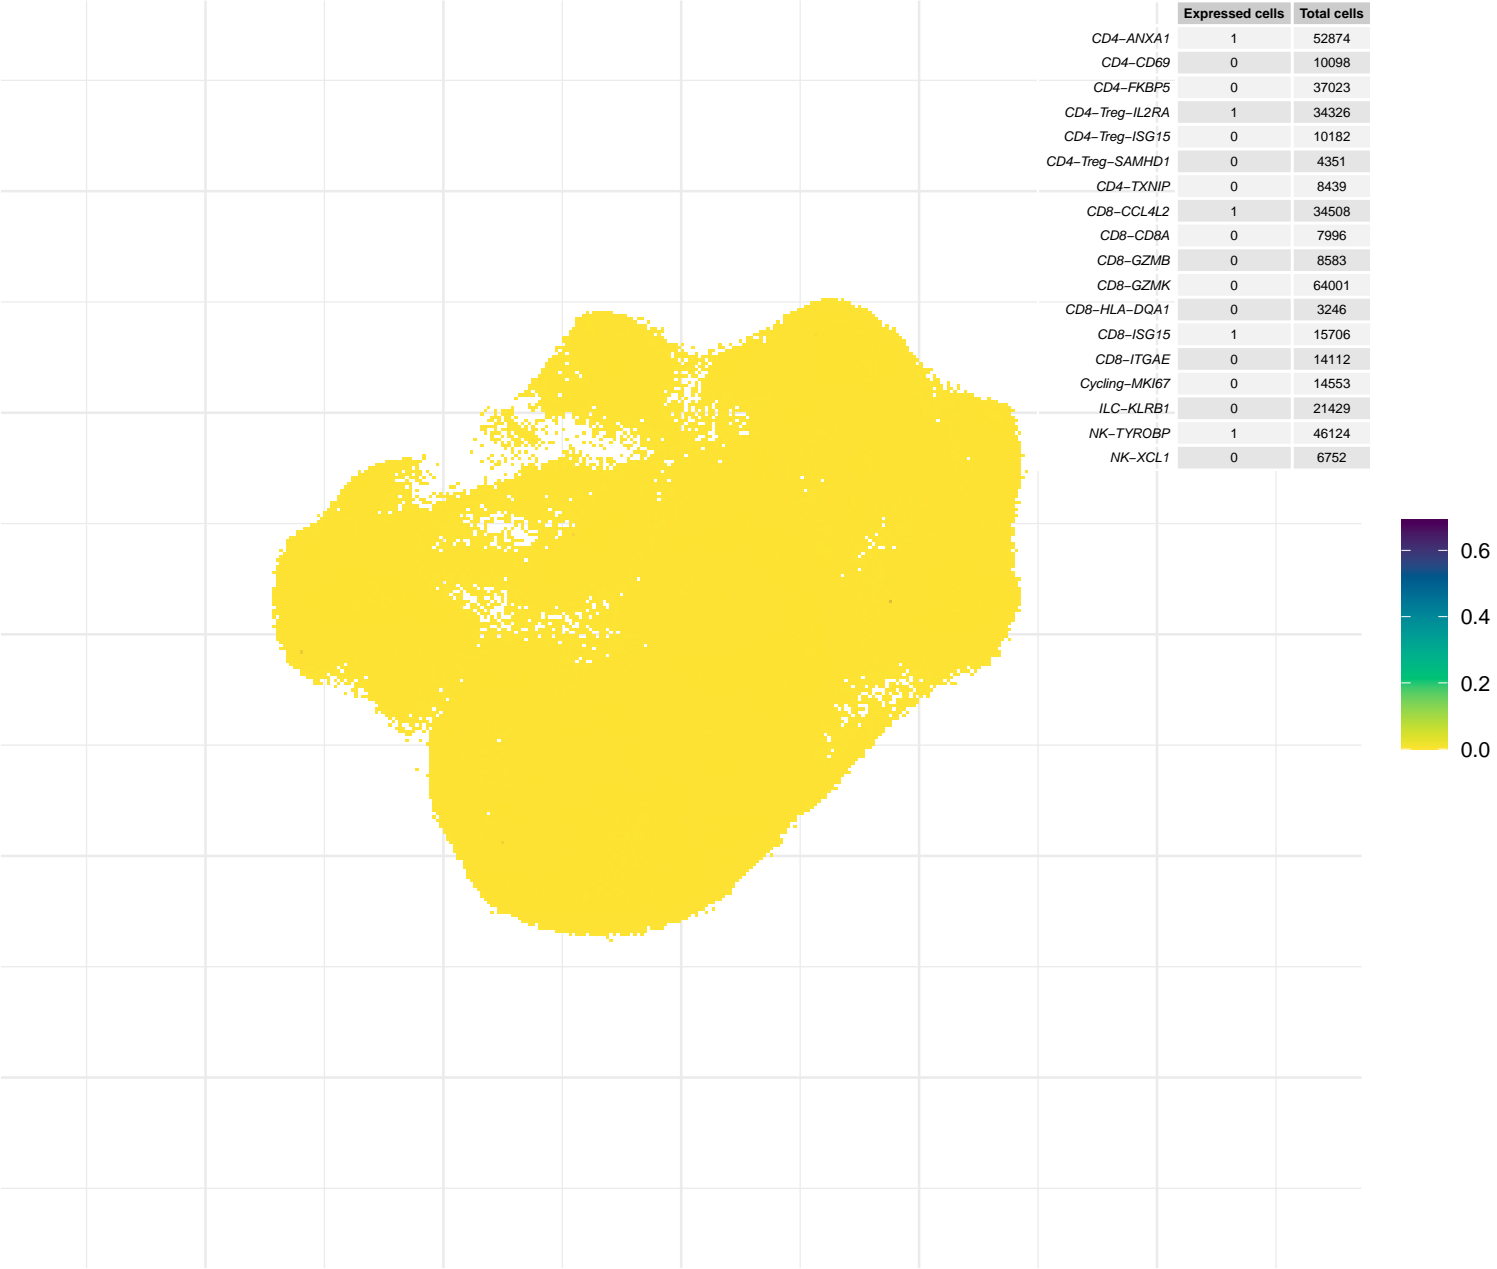 Expressed cells Total cells
CD4−ANXA1 1 52874
CD4−CD69 0 10098
CD4−FKBP5 0 37023
CD4−Treg−IL2RA 1 34326
CD4−Treg−ISG15 0 10182
CD4−Treg−SAMHD1 0 4351
CD4−TXNIP 0 8439
CD8−CCL4L2 1 34508
CD8−CD8A 0 7996
CD8−GZMB 0 8583
CD8−GZMK 0 64001
CD8−HLA−DQA1 0 3246
CD8−ISG15 1 15706
CD8−ITGAE 0 14112
Cycling−MKI67 0 14553
ILC−KLRB1 0 21429
NK−TYROBP 1 46124
NK−XCL1 0 6752
0.6
0.4
0.2
0.0